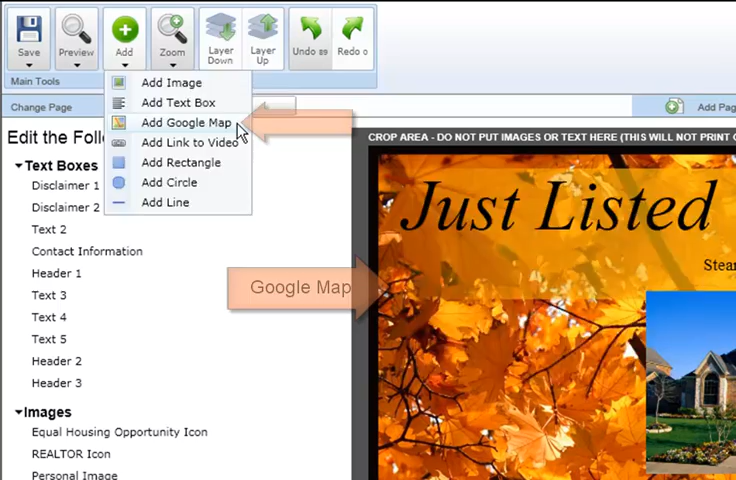 Save
Preview
Add
Zoom
Layer Down
Layer Up
Undo 89
Redo 0
Main Tools
Add Image
Add Text Box
Add Google Map
Add Link to Video
Add Rectangle
Add Circle
Add Line
Change Page
Add Pag
Edit the Foll
Text Boxes
Disclaimer 1
Disclaimer 2
Text 2
Contact Information
Header 1
Text 3
Text 4
Text 5
Header 2
Header 3
Images
Equal Housing Opportunity Icon
REALTOR Icon
Personal Image
Google Map
CROP AREA - DO NOT PUT IMAGES OR TEXT HERE (THIS WILL NOT PRINT O
Just Listed
Stear